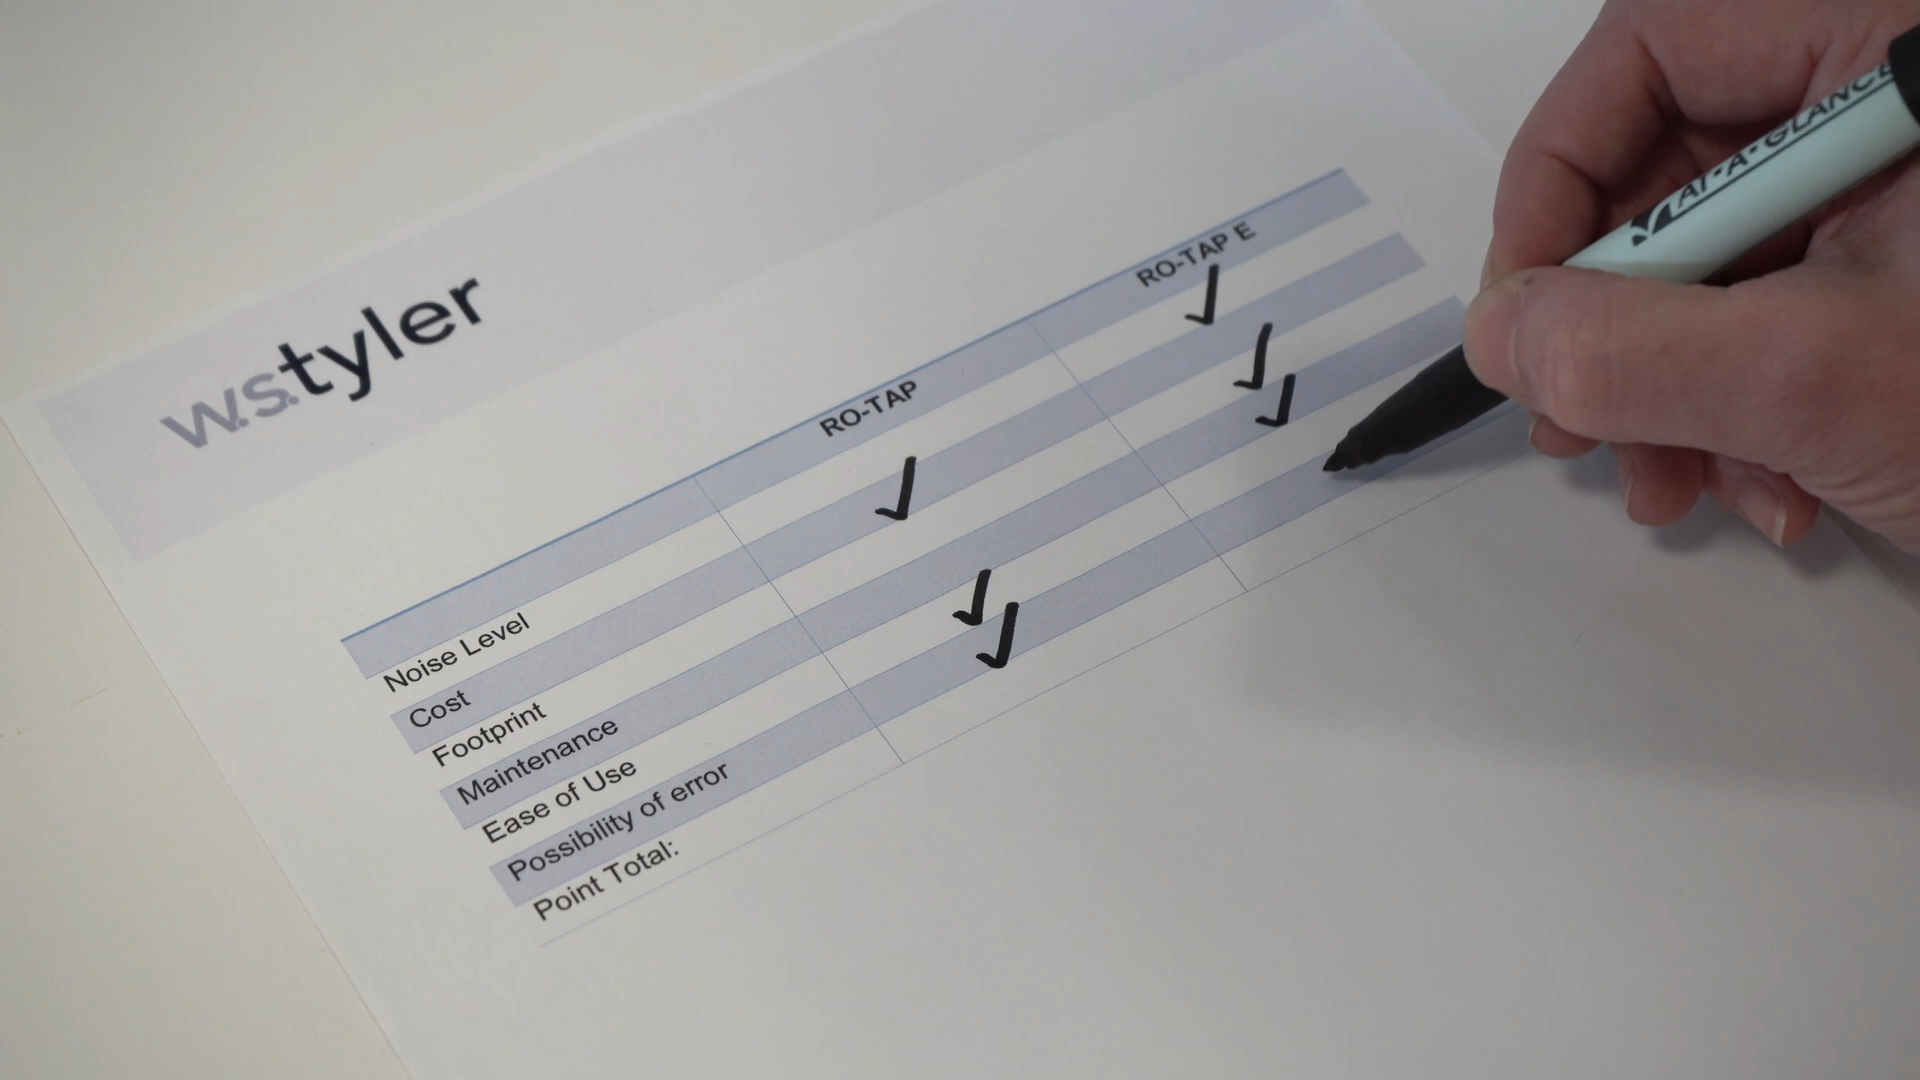 w.s.tyler
RO-TAP RO-TAP E
Noise Level ✓
Cost ✓
Footprint ✓
Maintenance ✓
Ease of Use ✓
Possibility of error ✓
Point Total:
AT-A-GLANCE